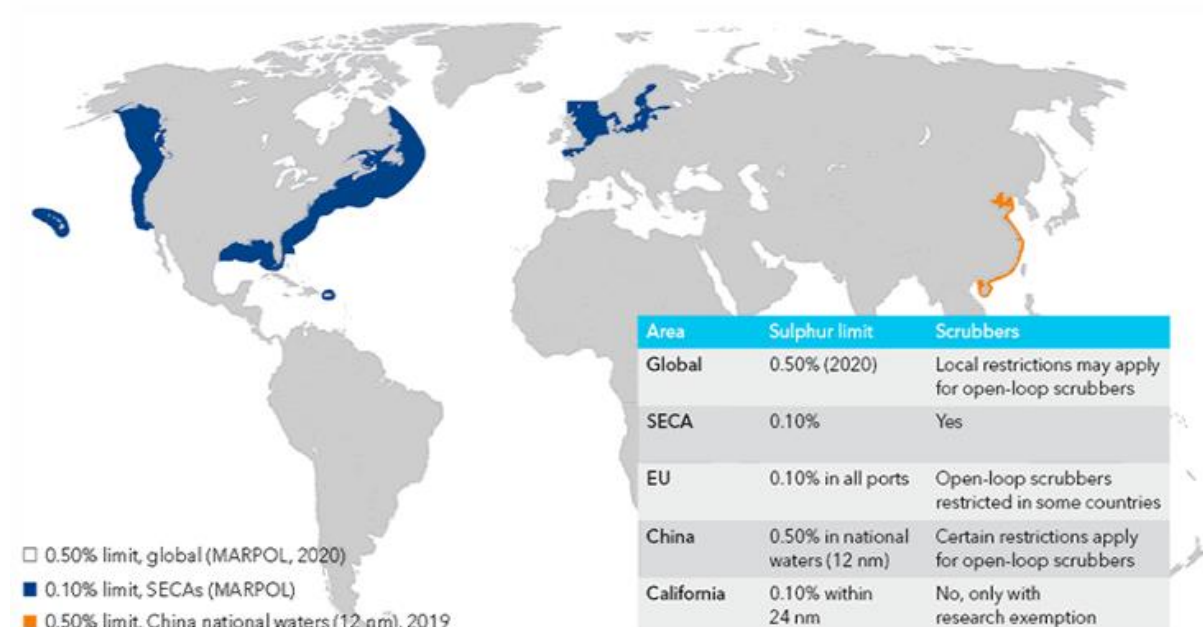 Area Sulphur limit Scrubbers
Global 0.50% (2020) Local restrictions may apply
for open-loop scrubbers
SECA 0.10% Yes
EU 0.10% in all ports Open-loop scrubbers
restricted in some countries
China 0.50% in national Certain restrictions apply
waters (12 nm) for open-loop scrubbers
California 0.10% within No, only with
24 nm research exemption
0.50% limit, global (MARPOL, 2020)
0.10% limit, SECAs (MARPOL)
0.50% limit, China national waters (12 nm), 2019